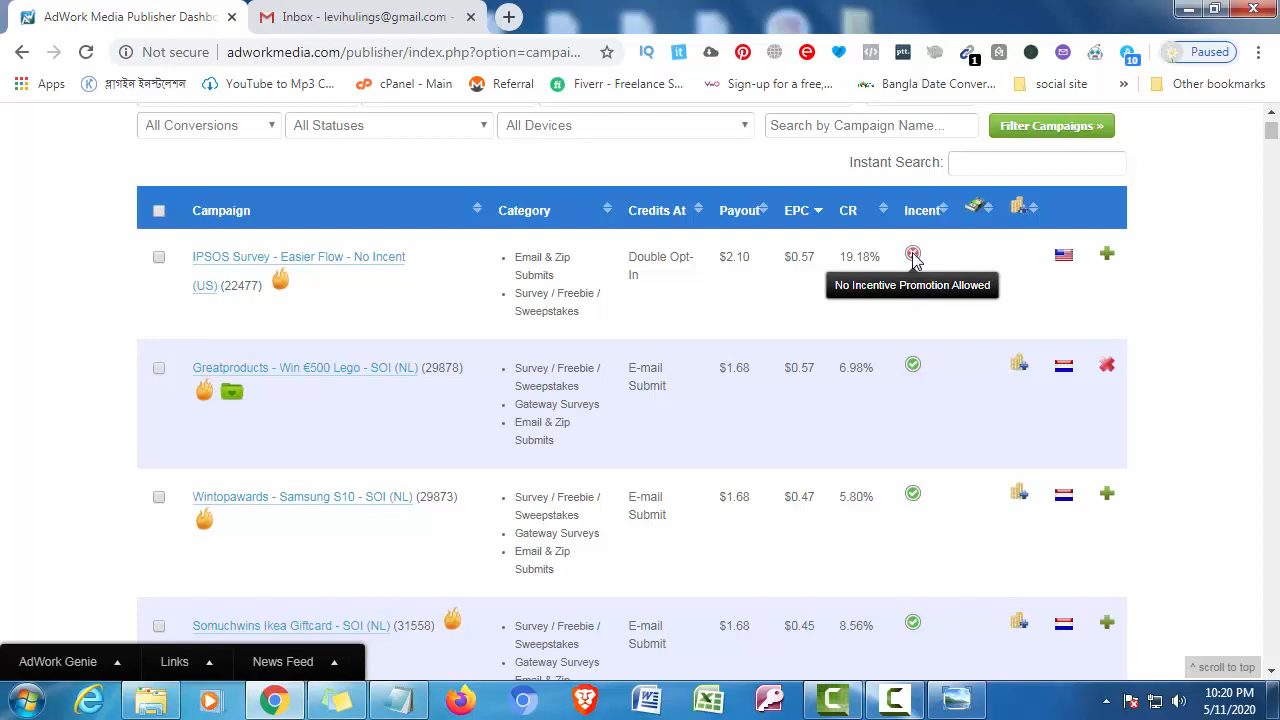 AdWork Media Publisher Dashbo
Inbox - levihulings@gmail.com -
Not secure adworkmedia.com/publisher/index.php?option=campai...
ptt.
1
10
Paused
Apps
প্লাগইন ইনস্টলেশন
YouTube to Mp3 C...
cPanel - Main
Referral
Fiverr - Freelance S...
Sign-up for a free,...
Bangla Date Conver...
social site
»
Other bookmarks
All Conversions
All Statuses
All Devices
Search by Campaign Name...
Filter Campaigns »
Instant Search:
Campaign Category Credits At Payout EPC CR Incent
IPSOS Survey - Easier Flow - No Incent
(US) (22477)
Email & Zip
Submits
Survey / Freebie /
Sweepstakes
Double Opt-
In
$2.10
$0.57
19.18%
No Incentive Promotion Allowed
Greatproducts - Win €500 Lego - SOI (NL) (29878)
Survey / Freebie /
Sweepstakes
Gateway Surveys
Email & Zip
Submits
E-mail
Submit
$1.68
$0.57
6.98%
Wintopawards - Samsung S10 - SOI (NL) (29873)
Survey / Freebie /
Sweepstakes
Gateway Surveys
Email & Zip
Submits
E-mail
Submit
$1.68
$0.47
5.80%
Somuchwins Ikea Giftcard - SOI (NL) (31558)
Survey / Freebie /
Sweepstakes
Gateway Surveys
Email & Zip
E-mail
Submit
$1.68
$0.45
8.56%
AdWork Genie
Links
News Feed
^ scroll to top
10:20 PM
5/11/2020